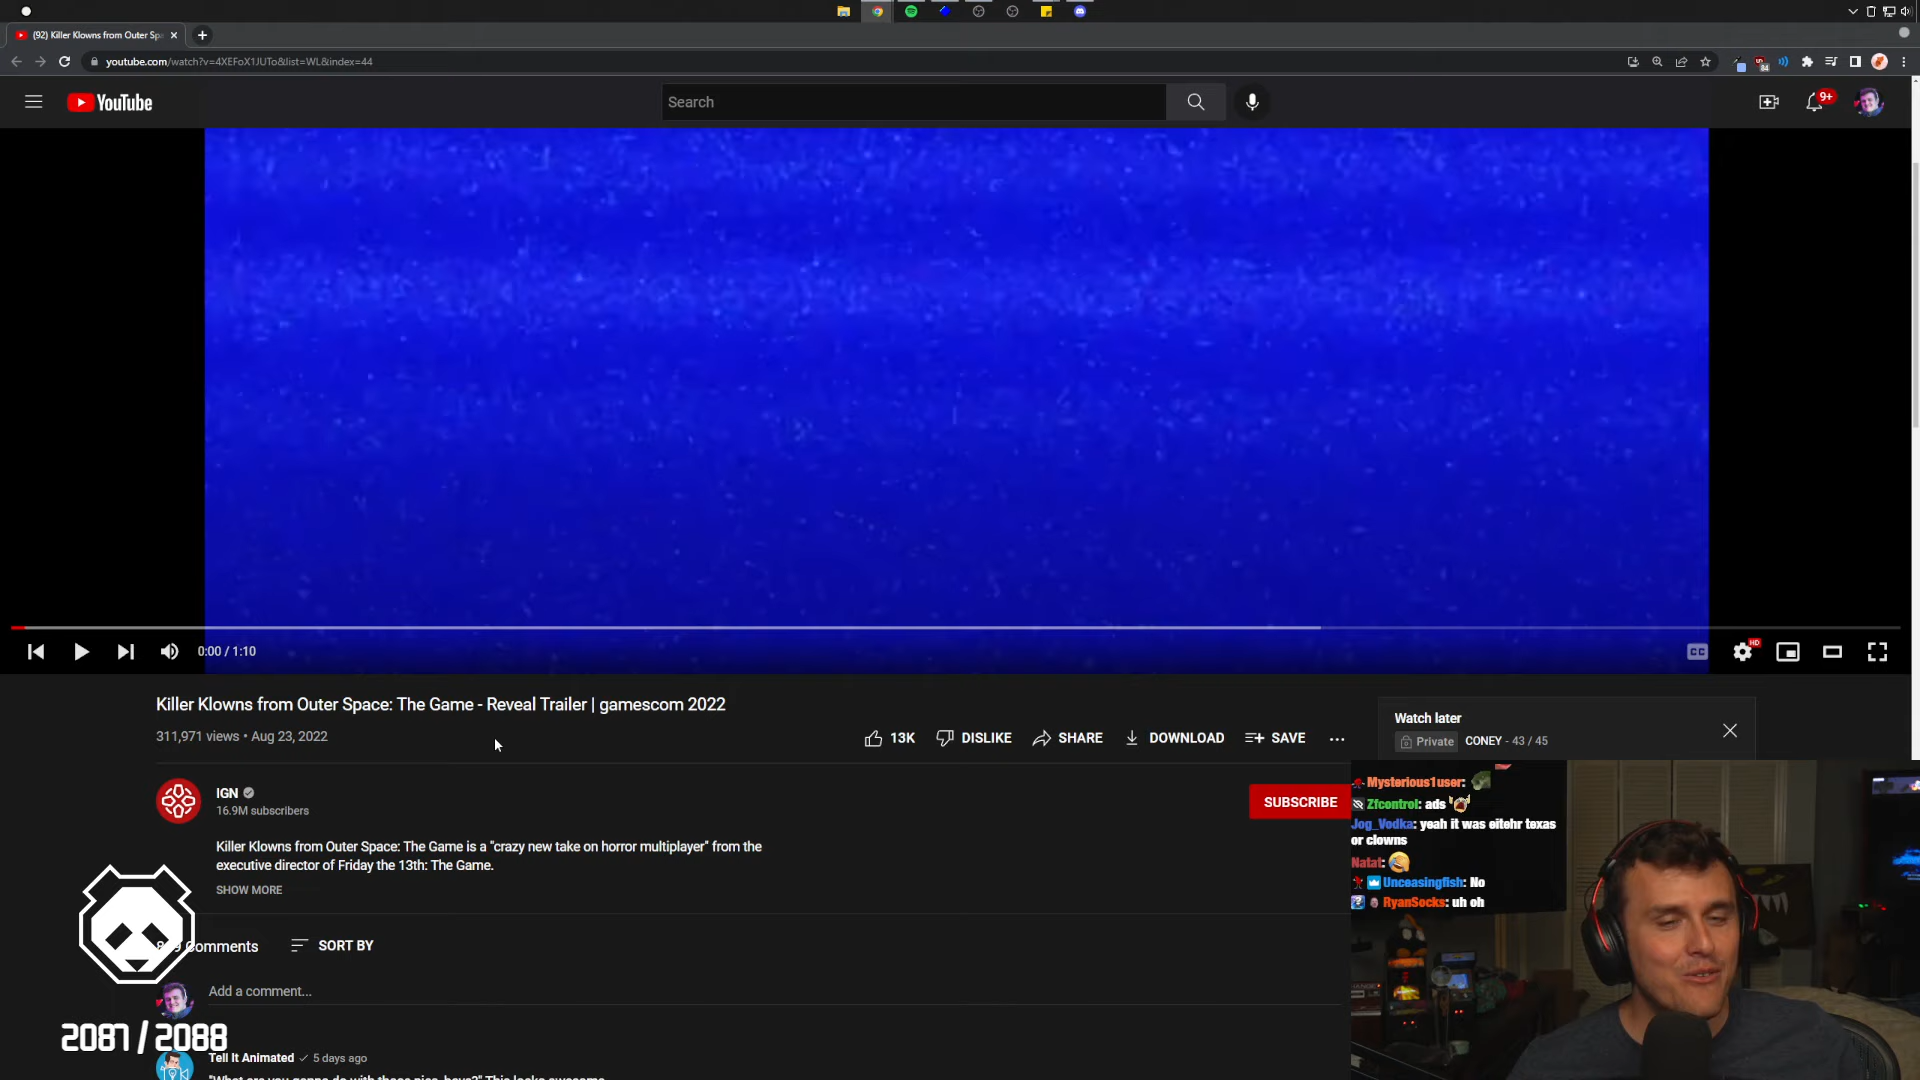 (92) Killer Klowns from Outer Sp
youtube.com/watch?v=4XEFoX1JUTo&list=WL&index=44
84
YouTube
Search
9+
0:00 / 1:10
CC
HD
Killer Klowns from Outer Space: The Game - Reveal Trailer | gamescom 2022
311,971 views • Aug 23, 2022
13K
DISLIKE
SHARE
DOWNLOAD
SAVE
Watch later
Private
CONEY - 43 / 45
IGN
16.9M subscribers
SUBSCRIBE
Killer Klowns from Outer Space: The Game is a "crazy new take on horror multiplayer" from the
executive director of Friday the 13th: The Game.
SHOW MORE
Mysterious1user:
Zfcontrol: ads
Jog_Vodka: yeah it was eitehr texas
or clowns
Natat:
Unceasingfish: No
RyanSocks: uh oh
Comments
SORT BY
Add a comment...
2087 / 2088
Tell It Animated
5 days ago